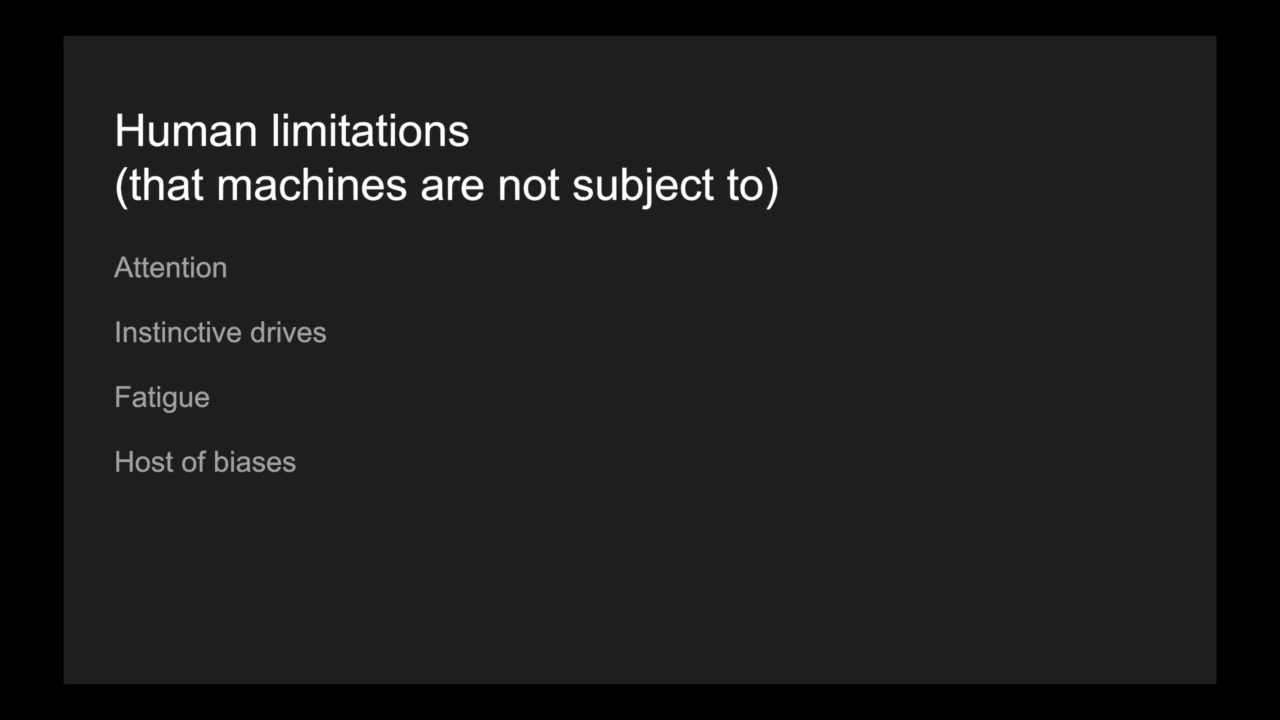 Human limitations
(that machines are not subject to)
Attention
Instinctive drives
Fatigue
Host of biases